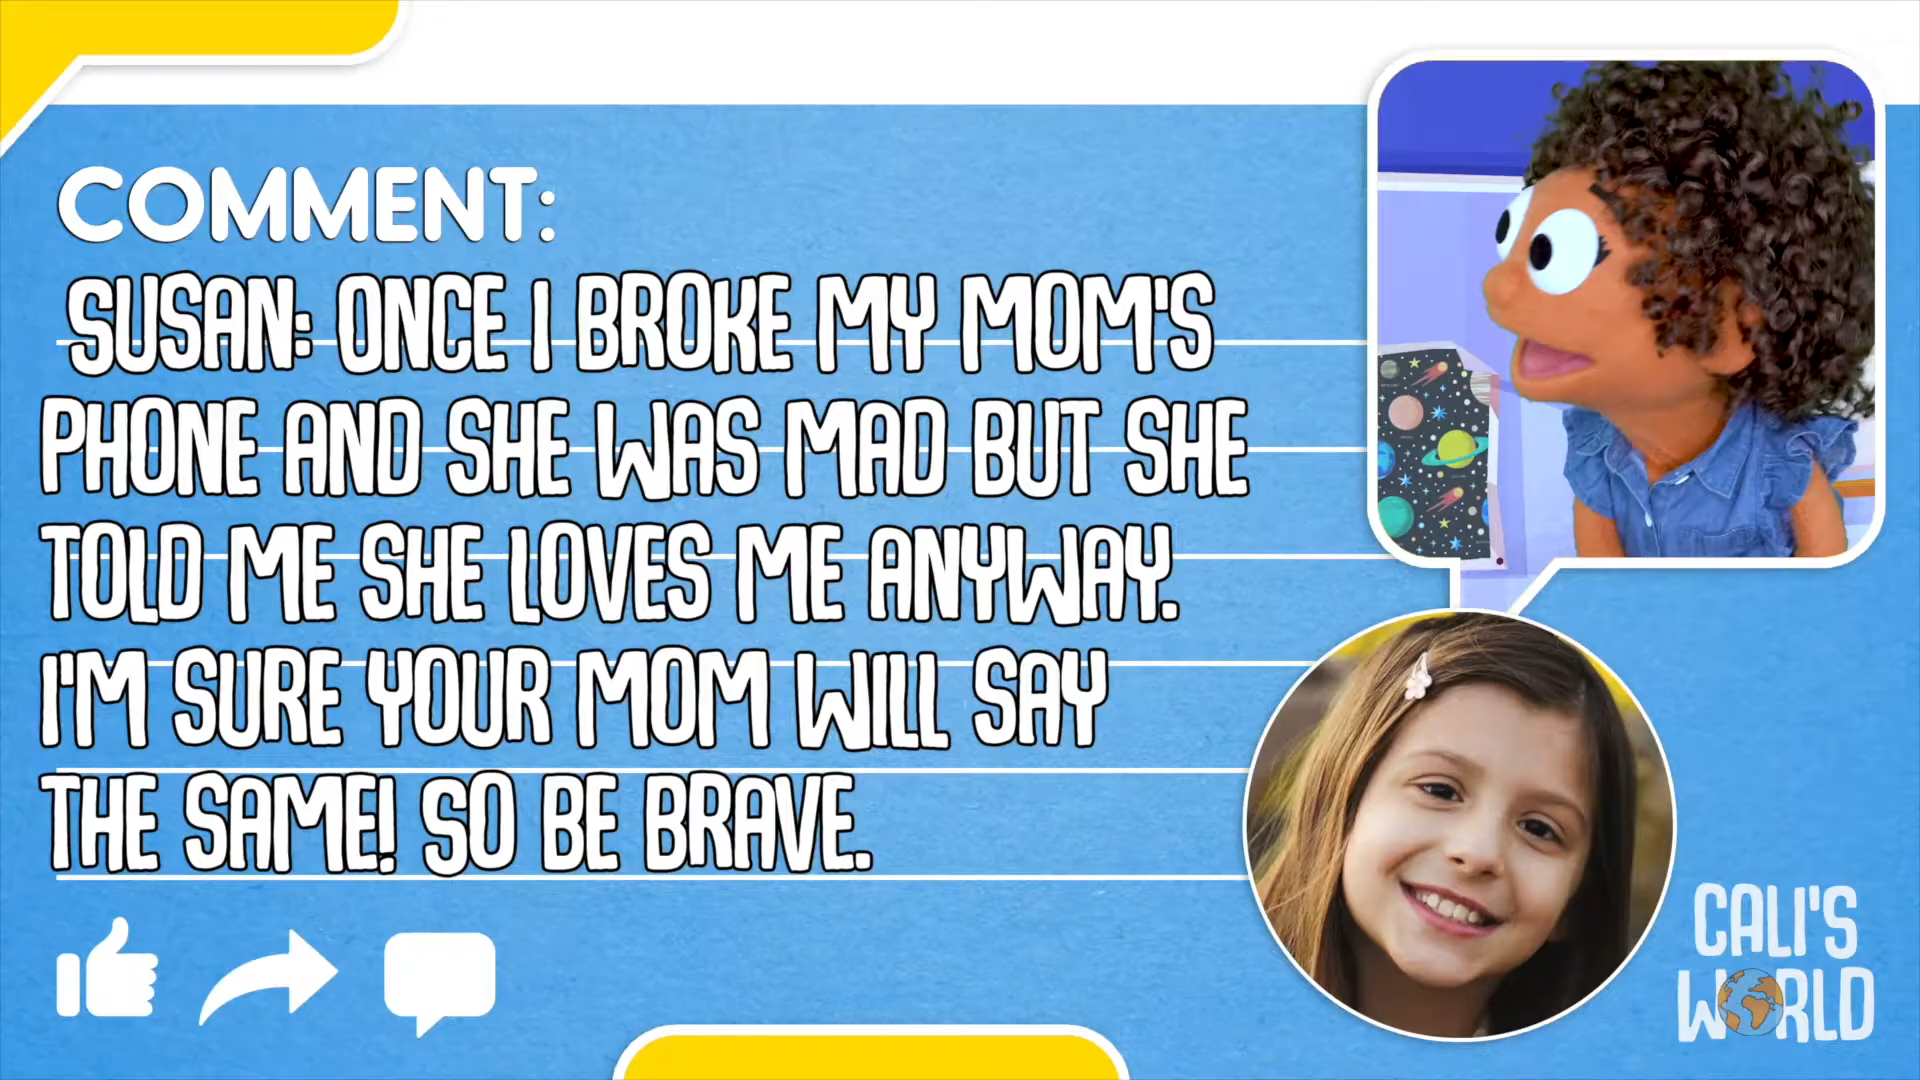 COMMENT:
SUSAN: ONCE I BROKE MY MOM'S
PHONE AND SHE WAS MAD BUT SHE
TOLD ME SHE LOVES ME ANYWAY.
I'M SURE YOUR MOM WILL SAY
THE SAME! SO BE BRAVE.
CALI'S
WORLD